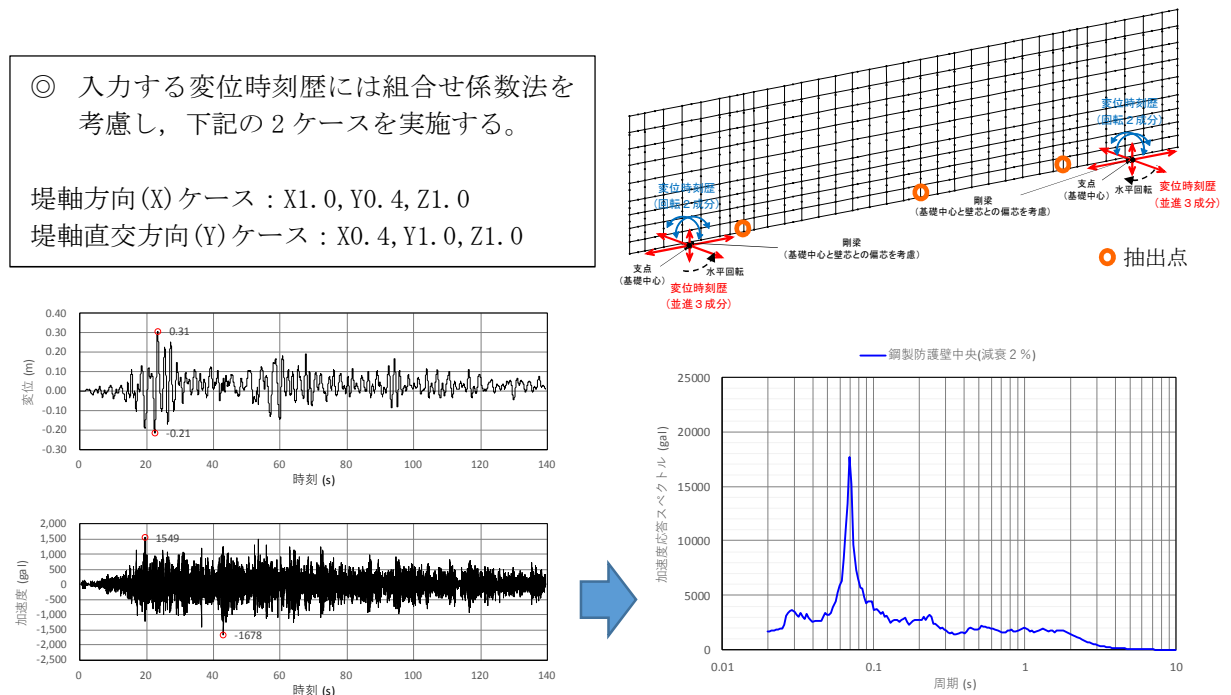 ◎ 入力する変位時刻歴には組合せ係数法を
考慮し,下記の2ケースを実施する。
堤軸方向(X)ケース:X1.0,Y0.4,Z1.0
堤軸直交方向(Y)ケース:X0.4,Y1.0,Z1.0
変位時刻歴
(回転2成分)
支点
(基礎中心)
水平回転
変位時刻歴
(並進3成分)
剛梁
(基礎中心と壁芯との偏芯を考慮)
変位時刻歴
(回転2成分)
剛梁
(基礎中心と壁芯との偏芯を考慮)
支点
(基礎中心)
水平回転
変位時刻歴
(並進3成分)
抽出点
変位 (m)
0.40
0.30
0.20
0.10
0.00
-0.10
-0.20
-0.30
0.31
-0.21
0 20 40 60 80 100 120 140
時刻 (s)
加速度 (gal)
2,000
1,500
1,000
500
0
-500
-1,000
-1,500
-2,000
-2,500
1549
-1678
0 20 40 60 80 100 120 140
時刻 (s)
鋼製防護壁中央(減衰2%)
加速度応答スペクトル (gal)
25000
20000
15000
10000
5000
0
0.01 0.1 1 10
周期 (s)